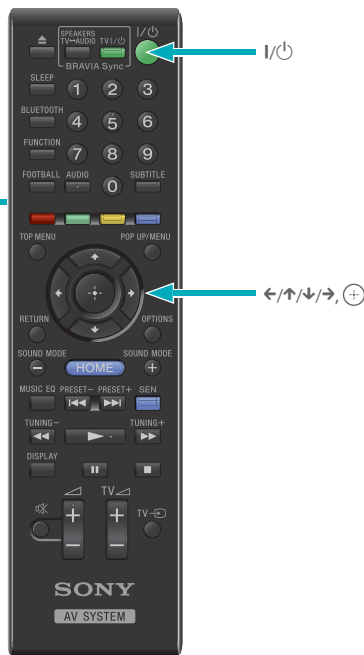 SPEAKERS
TV↔AUDIO TV I/⏻ I/⏻
BRAVIA Sync
I/⏻
SLEEP
1 2 3
BLUETOOTH
4 5 6
FUNCTION
7 8 9
FOOTBALL AUDIO 0 SUBTITLE
TOP MENU POP UP/MENU
←/↑/↓/→,
RETURN OPTIONS
SOUND MODE SOUND MODE
– HOME +
MUSIC EQ PRESET– PRESET+ SEN
TUNING– TUNING+
DISPLAY
TV
+ + TV
– –
SONY
AV SYSTEM